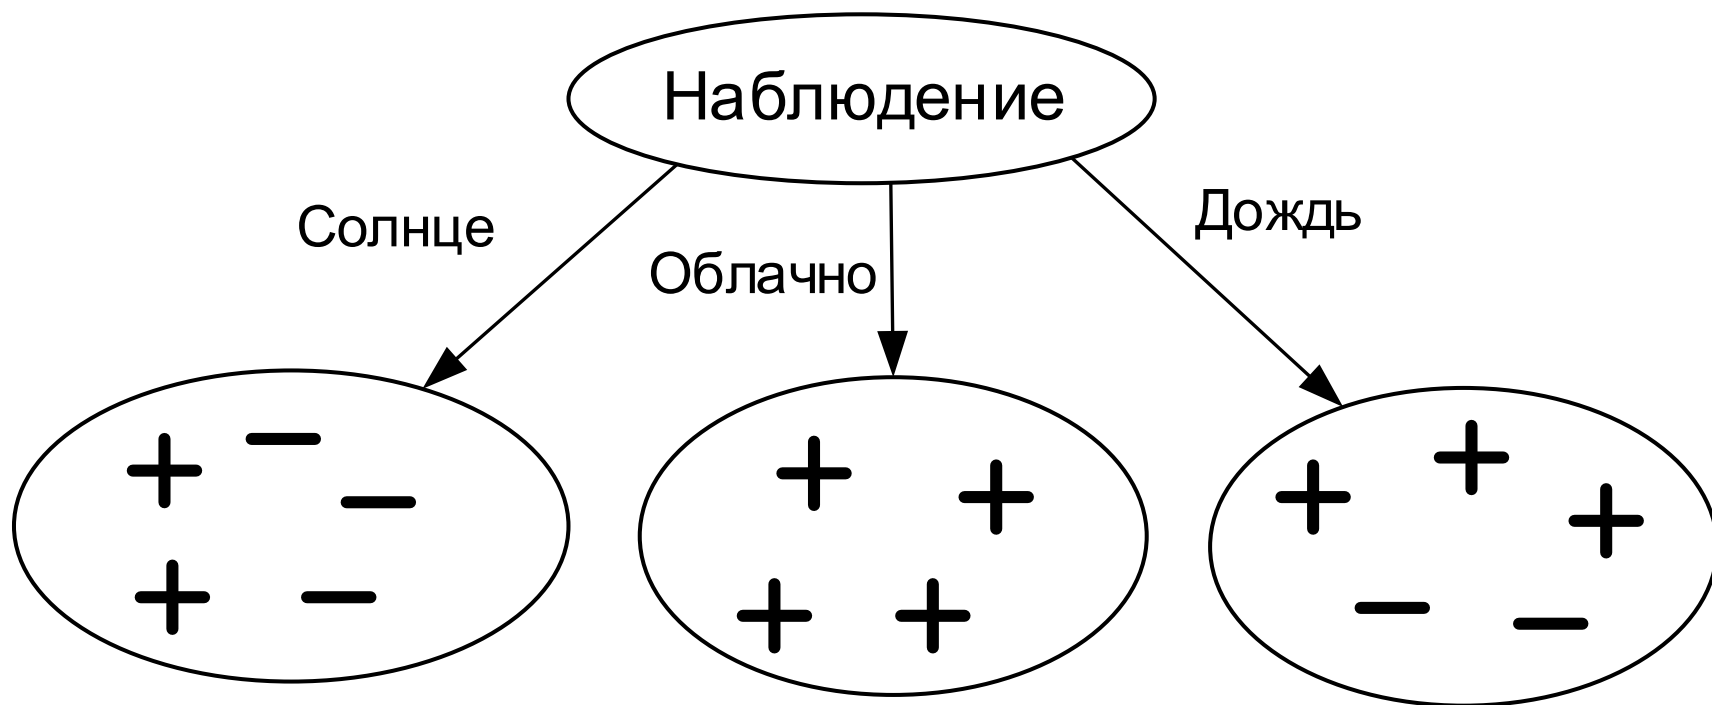 Наблюдение
Солнце
Облачно
Дождь
+ −
−
+ −
+ +
+ +
+ + +
− −